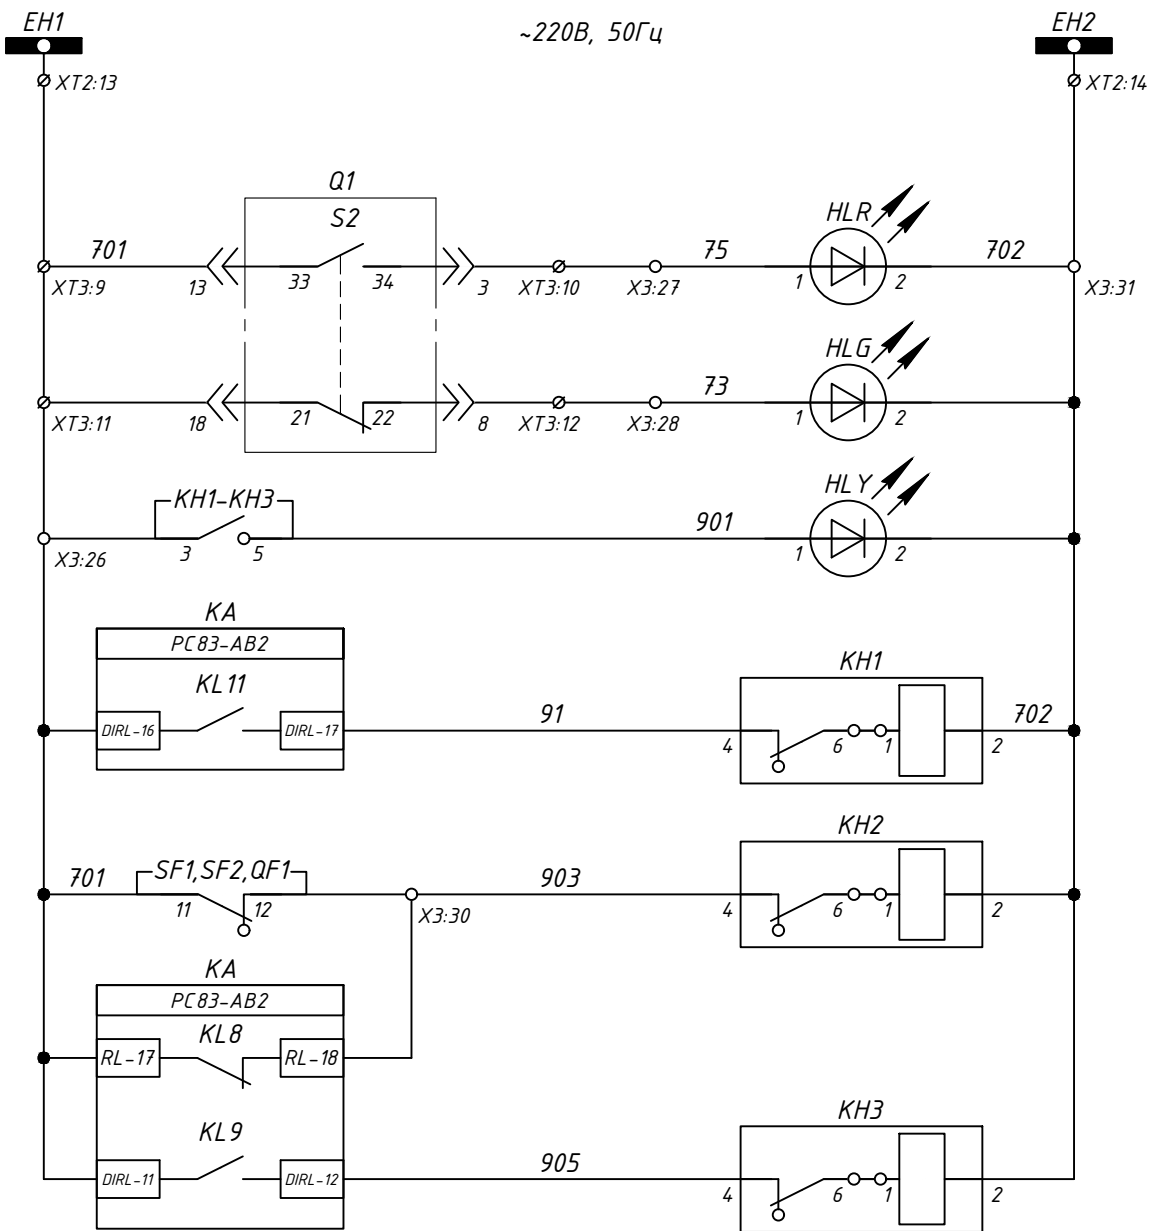 EH1
~220В, 50Гц
EH2
XT2:13
XT2:14
Q1
S2
HLR
701
75
702
XT3:9
13
33
34
3
XT3:10
X3:27
1
2
X3:31
HLG
73
XT3:11
18
21
22
8
XT3:12
X3:28
1
2
KH1-KH3
HLY
901
X3:26
3
5
1
2
KA
PC83-AB2
KL11
KH1
DIRL-16
DIRL-17
91
702
4
6
1
2
KH2
701
SF1,SF2,QF1
903
11
12
X3:30
4
6
1
2
KA
PC83-AB2
KL8
RL-17
RL-18
KL9
KH3
DIRL-11
DIRL-12
905
4
6
1
2